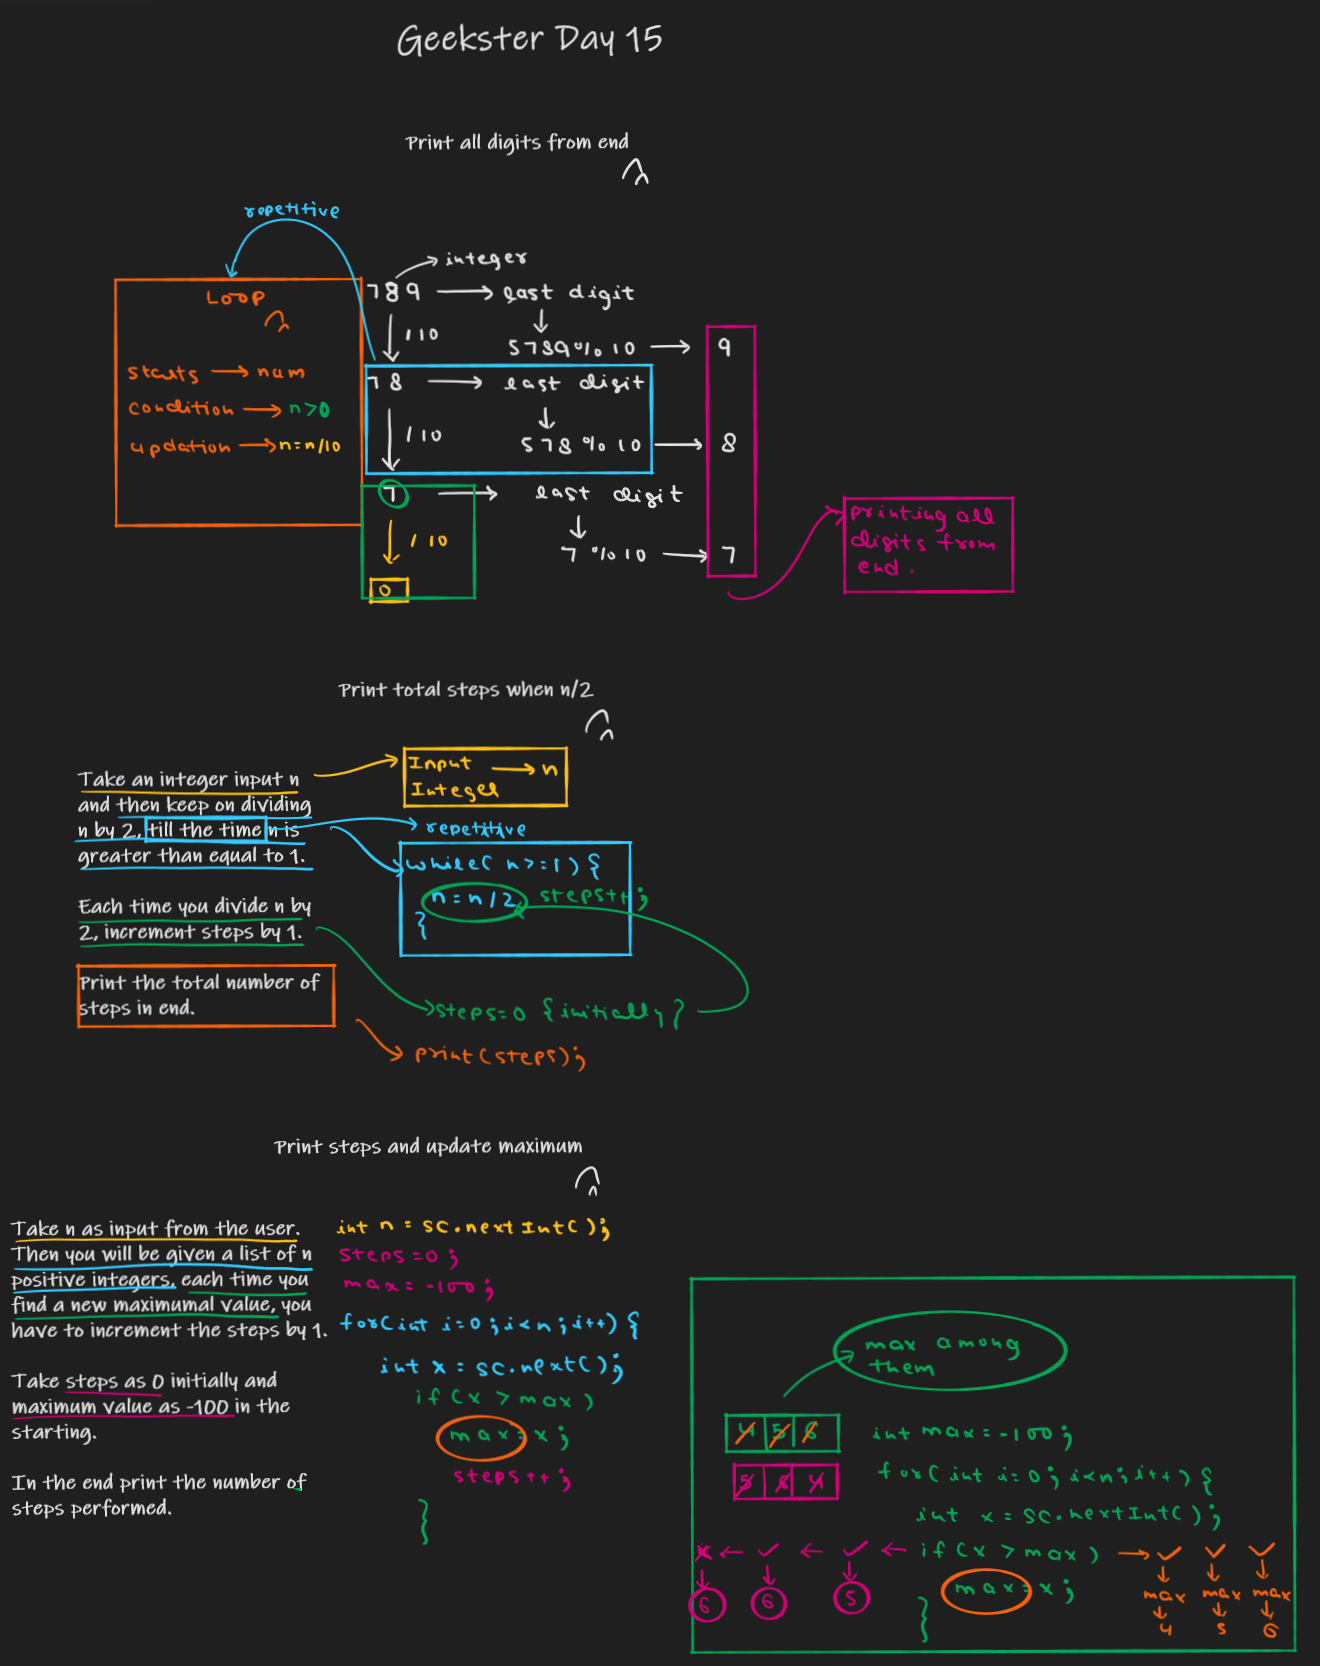 Geekster Day 15
Print all digits from end
repetitive
integer
LOOP
789 → last digit
/10
5789%10 → 9
starts → num
78 → last digit
condition → n>0
/10
578%10 → 8
updation → n=n/10
7 → last digit
/10
7%10 → 7
0
printing all
digits from
end.
Print total steps when n/2
Take an integer input n
and then keep on dividing
n by 2, till the time n is
greater than equal to 1.
Input → n
Integer
repetitive
while(n>=1){
n=n/2 steps++;
}
Each time you divide n by
2, increment steps by 1.
Print the total number of
steps in end.
steps=0 {initially}
print(steps);
Print steps and update maximum
Take n as input from the user.
Then you will be given a list of n
positive integers, each time you
find a new maximumal value, you
have to increment the steps by 1.
Take steps as 0 initially and
maximum value as -100 in the
starting.
In the end print the number of
steps performed.
int n = sc.nextInt();
steps=0;
max=-100;
for(int i=0;i<n;i++){
int x = sc.next();
if(x > max)
max=x;
steps++;
}
max among
them
4 5 6
5 6 4
int max=-100;
for(int i=0;i<n;i++){
int x = sc.nextInt();
x ← ✓ ← ✓ ← if(x > max) → ✓ ✓ ✓
6 6 5
max=x;
max max max
4 5 6
}